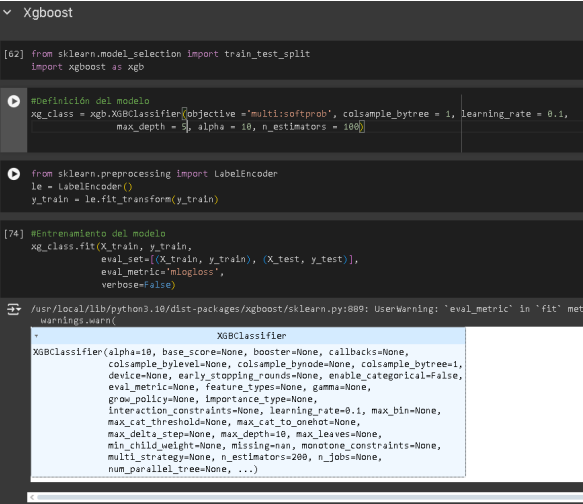 Xgboost
[62] from sklearn.model_selection import train_test_split
import xgboost as xgb
#Definición del modelo
xg_class = xgb.XGBClassifier(objective ='multi:softprob', colsample_bytree = 1, learning_rate = 0.1,
max_depth = 5, alpha = 10, n_estimators = 100)
from sklearn.preprocessing import LabelEncoder
le = LabelEncoder()
y_train = le.fit_transform(y_train)
[74] #Entrenamiento del modelo
xg_class.fit(X_train, y_train,
eval_set=[(X_train, y_train), (X_test, y_test)],
eval_metric='mlogloss',
verbose=False)
/usr/local/lib/python3.10/dist-packages/xgboost/sklearn.py:889: UserWarning: `eval_metric` in `fit` met
warnings.warn(
XGBClassifier
XGBClassifier(alpha=10, base_score=None, booster=None, callbacks=None,
colsample_bylevel=None, colsample_bynode=None, colsample_bytree=1,
device=None, early_stopping_rounds=None, enable_categorical=False,
eval_metric=None, feature_types=None, gamma=None,
grow_policy=None, importance_type=None,
interaction_constraints=None, learning_rate=0.1, max_bin=None,
max_cat_threshold=None, max_cat_to_onehot=None,
max_delta_step=None, max_depth=10, max_leaves=None,
min_child_weight=None, missing=nan, monotone_constraints=None,
multi_strategy=None, n_estimators=200, n_jobs=None,
num_parallel_tree=None, ...)